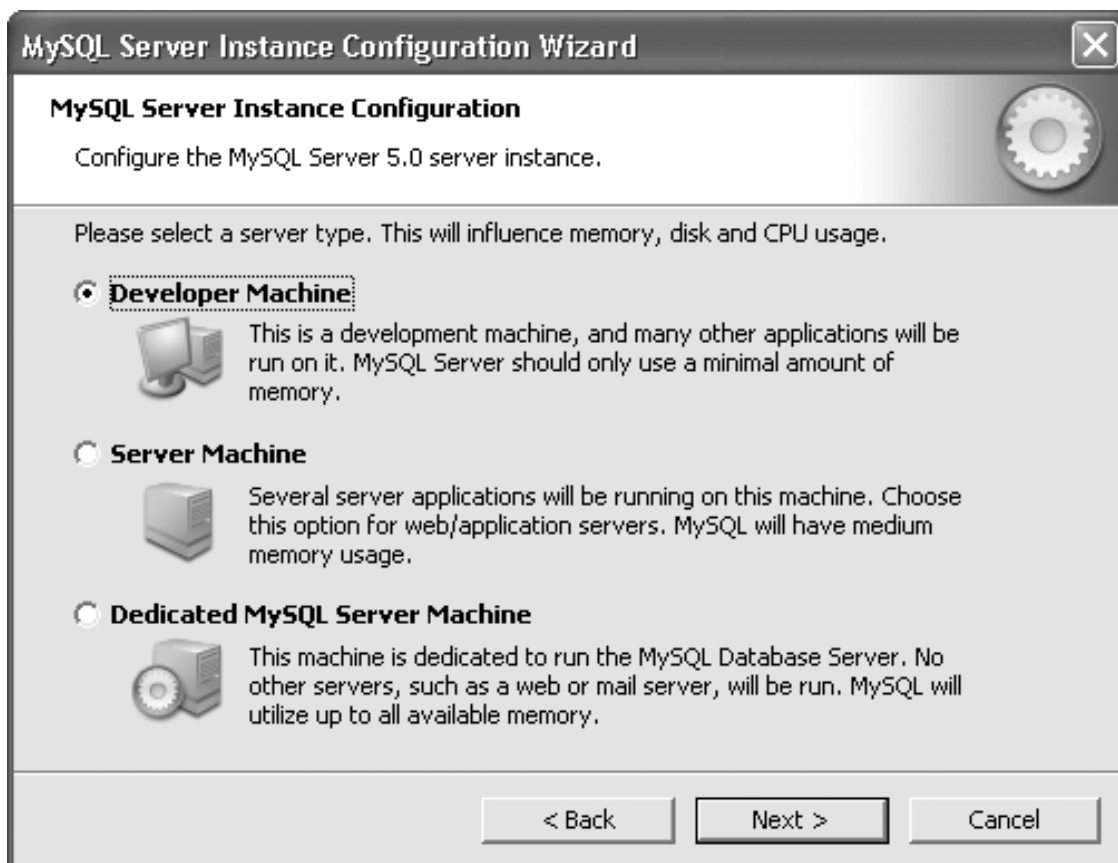 MySQL Server Instance Configuration Wizard
MySQL Server Instance Configuration
Configure the MySQL Server 5.0 server instance.
Please select a server type. This will influence memory, disk and CPU usage.
Developer Machine
This is a development machine, and many other applications will be
run on it. MySQL Server should only use a minimal amount of
memory.
Server Machine
Several server applications will be running on this machine. Choose
this option for web/application servers. MySQL will have medium
memory usage.
Dedicated MySQL Server Machine
This machine is dedicated to run the MySQL Database Server. No
other servers, such as a web or mail server, will be run. MySQL will
utilize up to all available memory.
< Back Next > Cancel